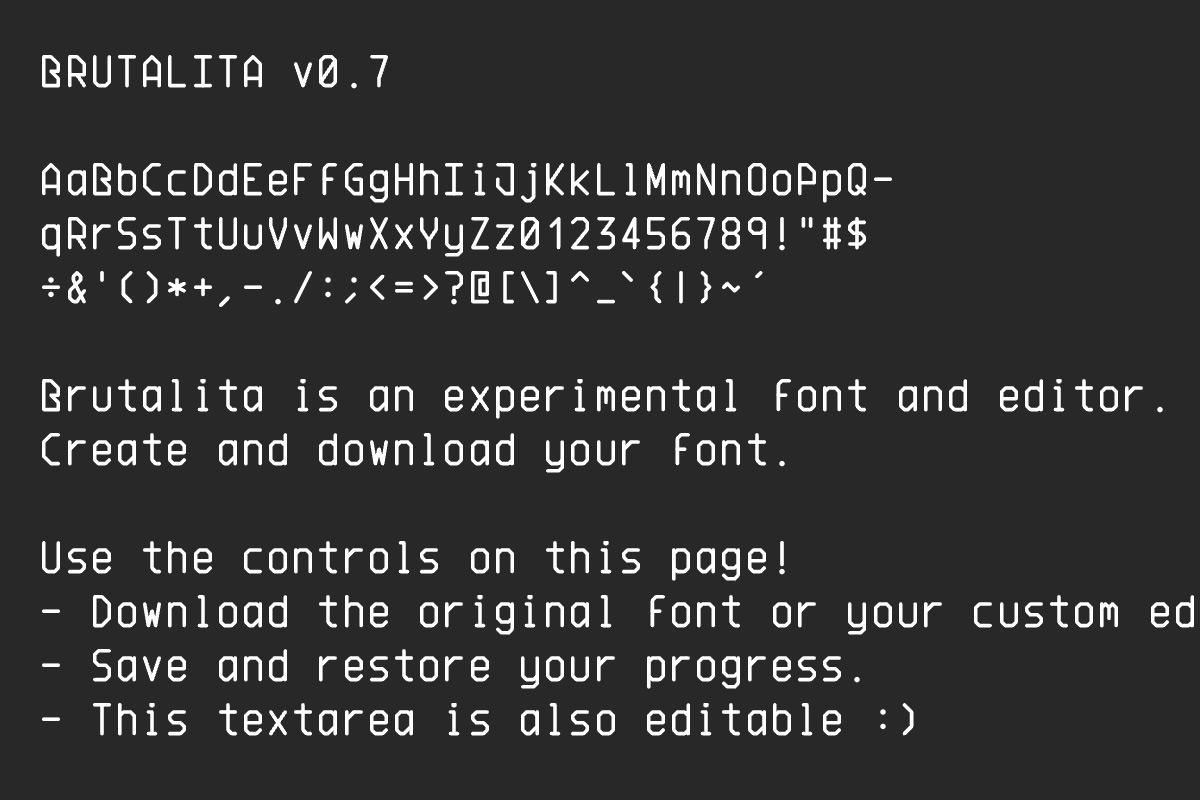 BRUTALITA v0.7
AaBbCcDdEeFfGgHhIiJjKkLlMmNnOoPpQ-
qRrSsTtUuVvWwXxYyZz0123456789!"#$
÷&'()*+,-./:;<=>?@[\]^_`{|}~´
Brutalita is an experimental font and editor.
Create and download your font.
Use the controls on this page!
- Download the original font or your custom ed
- Save and restore your progress.
- This textarea is also editable :)